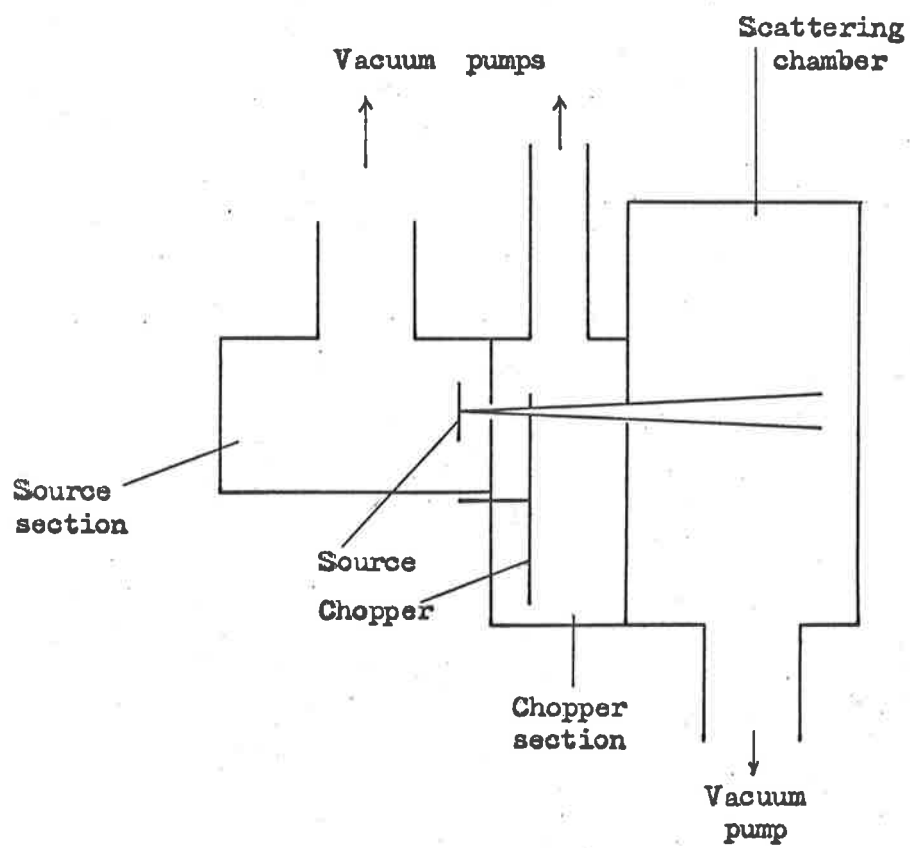 Scattering
chamber
Vacuum pumps
Source
section
Source
Chopper
Chopper
section
Vacuum
pump